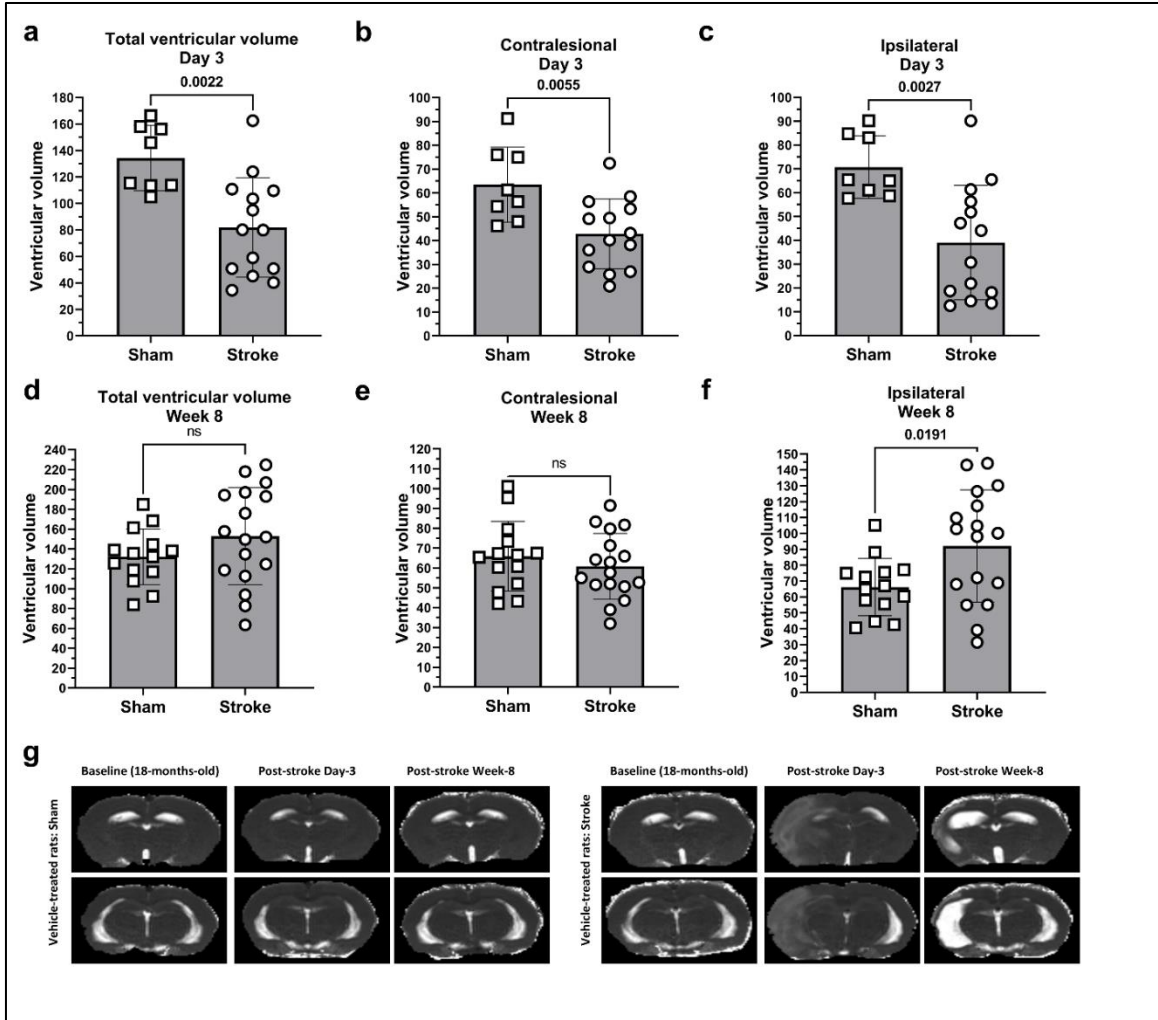 a
Total ventricular volume
Day 3
0.0022
Ventricular volume
180
160
140
120
100
80
60
40
20
0
Sham
Stroke
b
Contralesional
Day 3
0.0055
Ventricular volume
100
90
80
70
60
50
40
30
20
10
0
Sham
Stroke
c
Ipsilateral
Day 3
0.0027
Ventricular volume
100
90
80
70
60
50
40
30
20
10
0
Sham
Stroke
d
Total ventricular volume
Week 8
ns
Ventricular volume
240
220
200
180
160
140
120
100
80
60
40
20
0
Sham
Stroke
e
Contralesional
Week 8
ns
Ventricular volume
120
110
100
90
80
70
60
50
40
30
20
10
0
Sham
Stroke
f
Ipsilateral
Week 8
0.0191
Ventricular volume
150
140
130
120
110
100
90
80
70
60
50
40
30
20
10
0
Sham
Stroke
g
Vehicle-treated rats: Sham
Baseline (18-months-old)
Post-stroke Day-3
Post-stroke Week-8
Vehicle-treated rats: Stroke
Baseline (18-months-old)
Post-stroke Day-3
Post-stroke Week-8